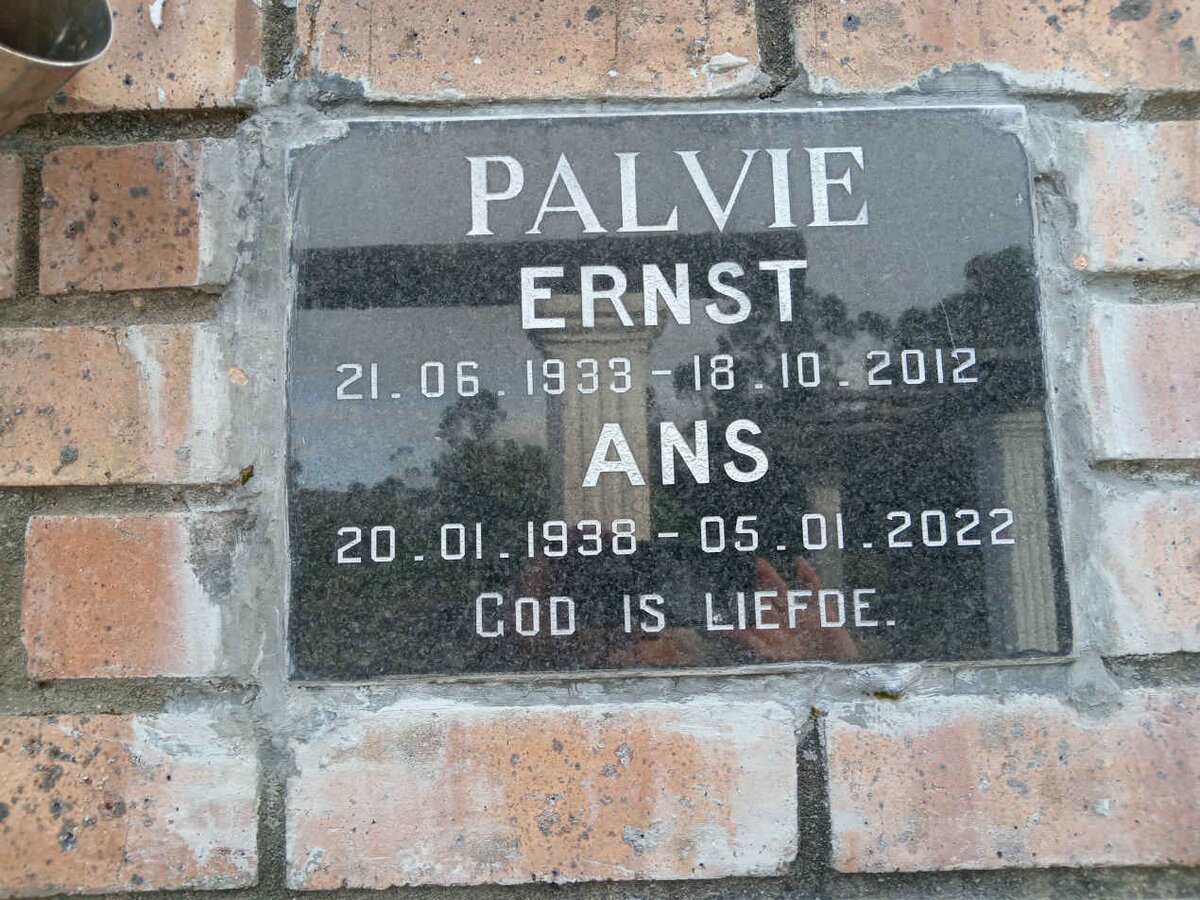 PALVIE
ERNST
21.06.1933 - 18.10.2012
ANS
20.01.1938 - 05.01.2022
GOD IS LIEFDE.